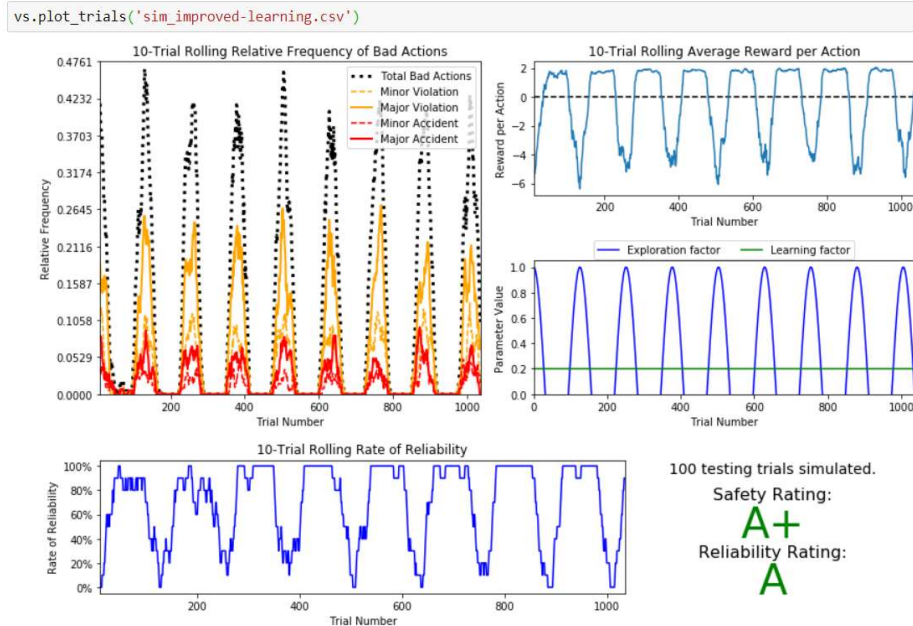 vs.plot_trials('sim_improved-learning.csv')
10-Trial Rolling Relative Frequency of Bad Actions
0.4761
0.4232
0.3703
0.3174
0.2645
0.2116
0.1587
0.1058
0.0529
0.0000
Relative Frequency
Total Bad Actions
Minor Violation
Major Violation
Minor Accident
Major Accident
200
400
600
800
1000
Trial Number
10-Trial Rolling Average Reward per Action
2
0
−2
−4
−6
Reward per Action
200
400
600
800
1000
Trial Number
Exploration factor
Learning factor
1.0
0.8
0.6
0.4
0.2
0.0
Parameter Value
0
200
400
600
800
1000
Trial Number
10-Trial Rolling Rate of Reliability
100%
80%
60%
40%
20%
0%
Rate of Reliability
200
400
600
800
1000
Trial Number
100 testing trials simulated.
Safety Rating:
A+
Reliability Rating:
A